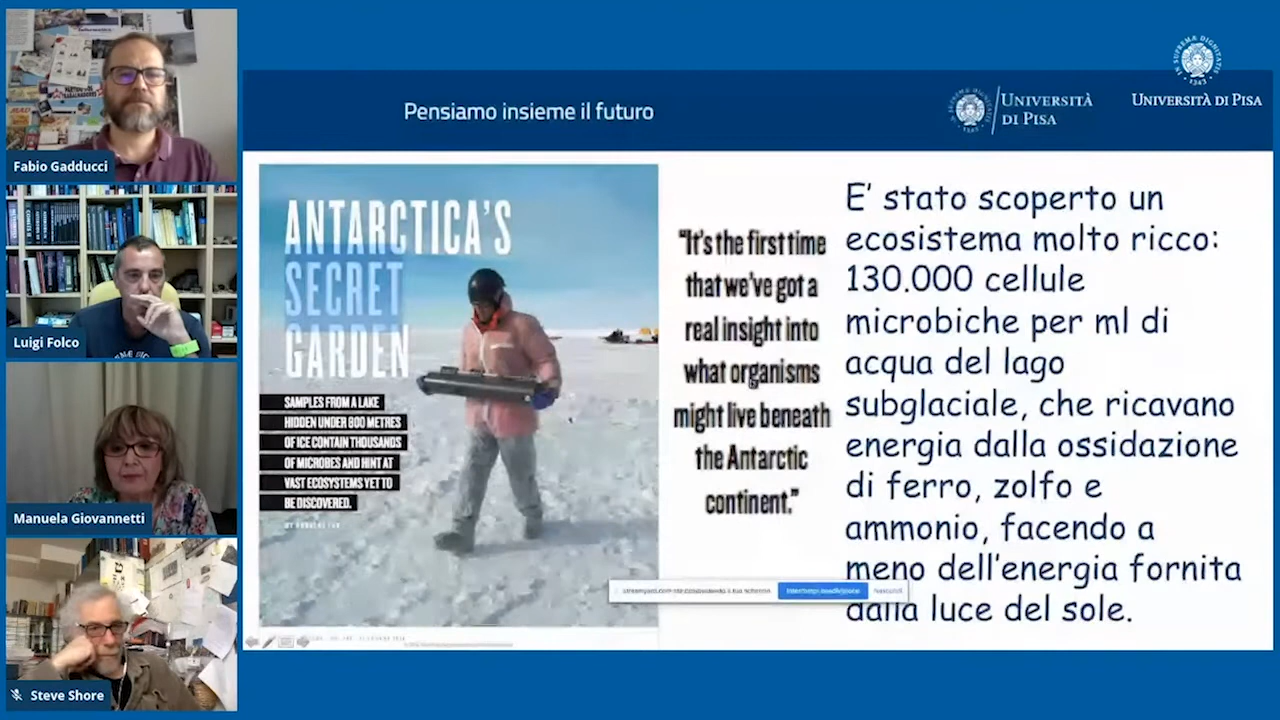 Pensiamo insieme il futuro
UNIVERSITÀ
DI PISA
UNIVERSITÀ DI PISA
Fabio Gadducci
Luigi Folco
Manuela Giovannetti
Steve Shore
ANTARCTICA'S
SECRET
GARDEN
SAMPLES FROM A LAKE
HIDDEN UNDER 800 METRES
OF ICE CONTAIN THOUSANDS
OF MICROBES AND HINT AT
VAST ECOSYSTEMS YET TO
BE DISCOVERED.
"It's the first time
that we've got a
real insight into
what organisms
might live beneath
the Antarctic
continent."
E' stato scoperto un
ecosistema molto ricco:
130.000 cellule
microbiche per ml di
acqua del lago
subglaciale, che ricavano
energia dalla ossidazione
di ferro, zolfo e
ammonio, facendo a
meno dell'energia fornita
dalla luce del sole.